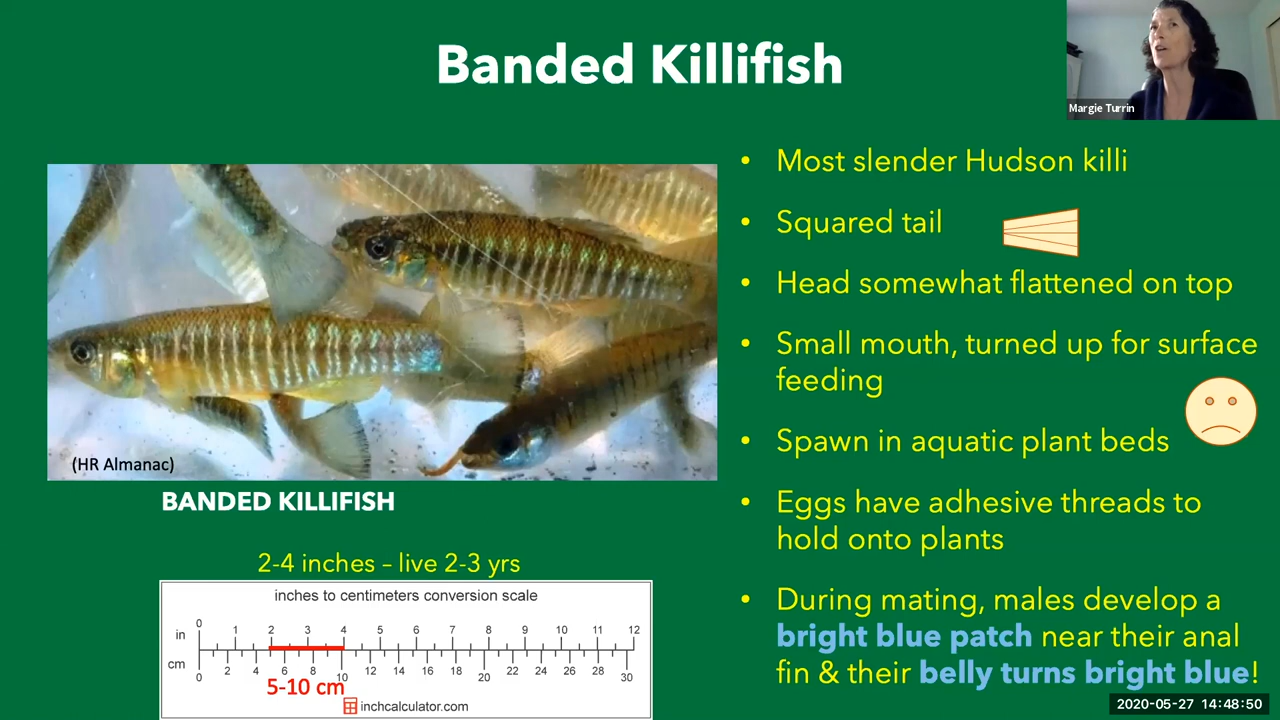 Banded Killifish
Margie Turrin
• Most slender Hudson killi
• Squared tail
• Head somewhat flattened on top
• Small mouth, turned up for surface
feeding
• Spawn in aquatic plant beds
• Eggs have adhesive threads to
hold onto plants
• During mating, males develop a
bright blue patch near their anal
fin & their belly turns bright blue!
(HR Almanac)
BANDED KILLIFISH
2-4 inches – live 2-3 yrs
inches to centimeters conversion scale
0 1 2 3 4 5 6 7 8 9 10 11 12
in
cm
0 2 4 6 8 10 12 14 16 18 20 22 24 26 28 30
5-10 cm
inchcalculator.com
2020-05-27 14:48:50